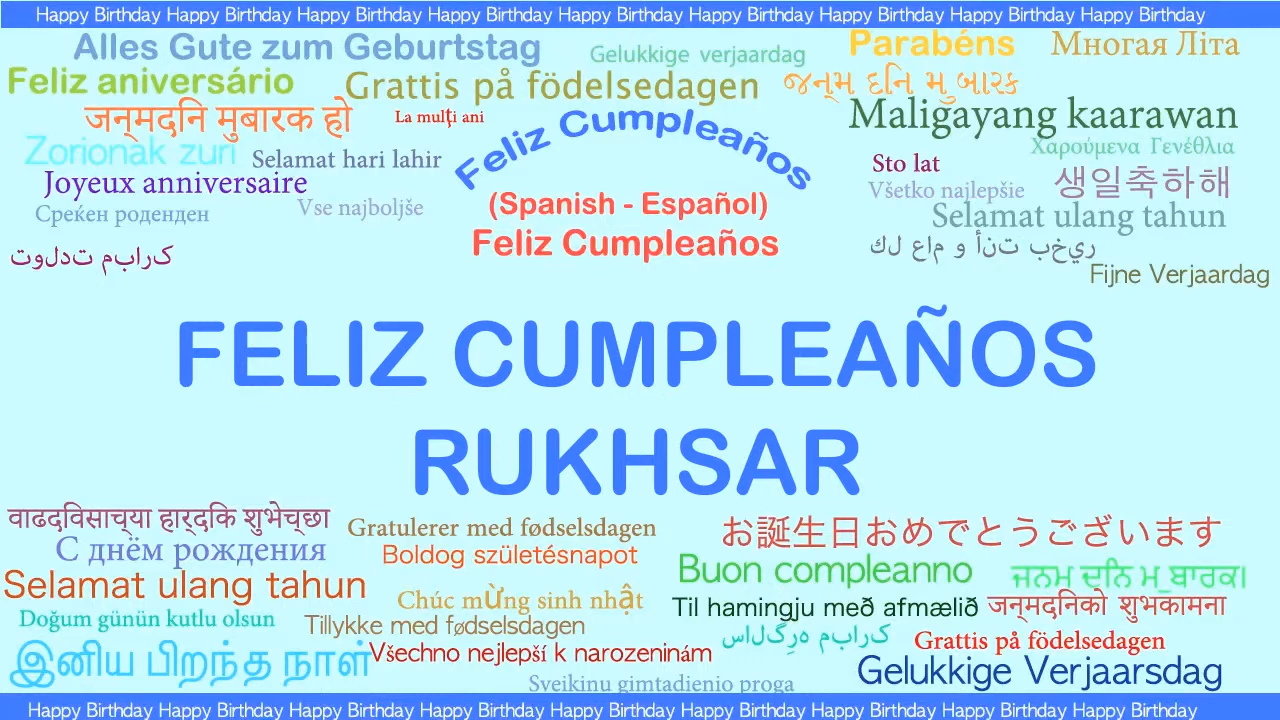 Happy Birthday Happy Birthday Happy Birthday Happy Birthday Happy Birthday Happy Birthday Happy Birthday Happy Birthday Happy Birthday
Alles Gute zum Geburtstag
Gelukkige verjaardag
Parabéns
Многая Літа
Feliz aniversário
Grattis på födelsedagen
જન્મ દિન મુબારક
जन्मदिन मुबारक हो
La mulţi ani
Feliz Cumpleaños
Maligayang kaarawan
Zorionak zuri
Selamat hari lahir
Χαρούμενα Γενέθλια
Sto lat
Joyeux anniversaire
(Spanish - Español)
Všetko najlepšie
생일축하해
Среќен роденден
Vse najboljše
Feliz Cumpleaños
Selamat ulang tahun
تولدت مبارک
كل عام و أنت بخير
Fijne Verjaardag
FELIZ CUMPLEAÑOS
RUKHSAR
वाढदिवसाच्या हार्दिक शुभेच्छा
Gratulerer med fødselsdagen
お誕生日おめでとうございます
С днём рождения
Boldog születésnapot
Buon compleanno
ਜਨਮ ਦਿਨ ਮੁਬਾਰਕ।
Selamat ulang tahun
Chúc mừng sinh nhật
Til hamingju með afmælið
जन्मदिनको शुभकामना
Doğum günün kutlu olsun
Tillykke med fødselsdagen
سالگرہ مبارک
Grattis på födelsedagen
இனிய பிறந்த நாள்
Všechno nejlepší k narozeninám
Gelukkige Verjaarsdag
Sveikinu gimtadienio proga
Happy Birthday Happy Birthday Happy Birthday Happy Birthday Happy Birthday Happy Birthday Happy Birthday Happy Birthday Happy Birthday